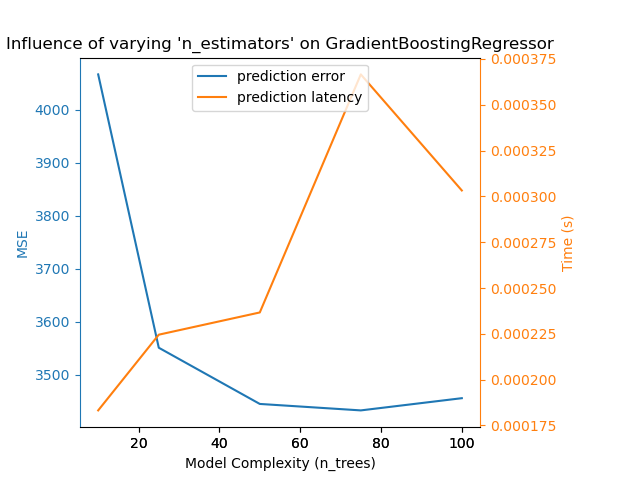 Influence of varying 'n_estimators' on GradientBoostingRegressor
prediction error
prediction latency
MSE
4000
3900
3800
3700
3600
3500
0.000375
0.000350
0.000325
0.000300
0.000275
0.000250
0.000225
0.000200
0.000175
Time (s)
20 40 60 80 100
Model Complexity (n_trees)